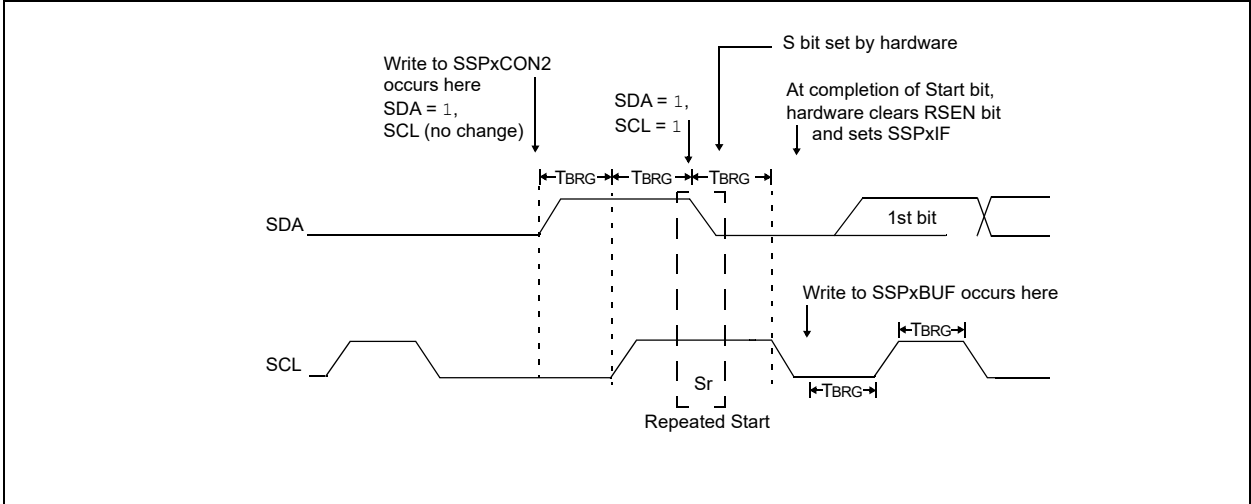 S bit set by hardware
Write to SSPxCON2
occurs here
SDA = 1,
SCL (no change)
At completion of Start bit,
hardware clears RSEN bit
and sets SSPxIF
SDA = 1,
SCL = 1
TBRG TBRG TBRG
SDA
1st bit
Write to SSPxBUF occurs here
TBRG
SCL
Sr
TBRG
Repeated Start